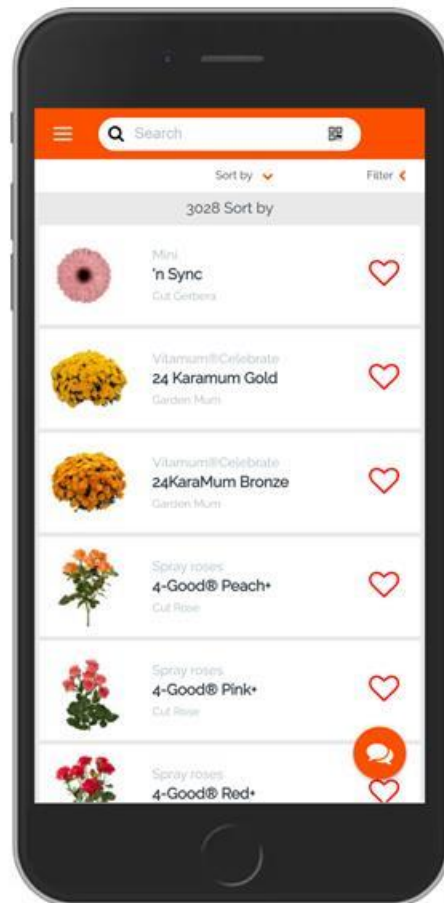 Search
Sort by
Filter
3028 Sort by
Mini
'n Sync
Cut Gerbera
Vitamum®Celebrate
24 Karamum Gold
Garden Mum
Vitamum®Celebrate
24KaraMum Bronze
Garden Mum
Spray roses
4-Good® Peach+
Cut Rose
Spray roses
4-Good® Pink+
Cut Rose
Spray roses
4-Good® Red+